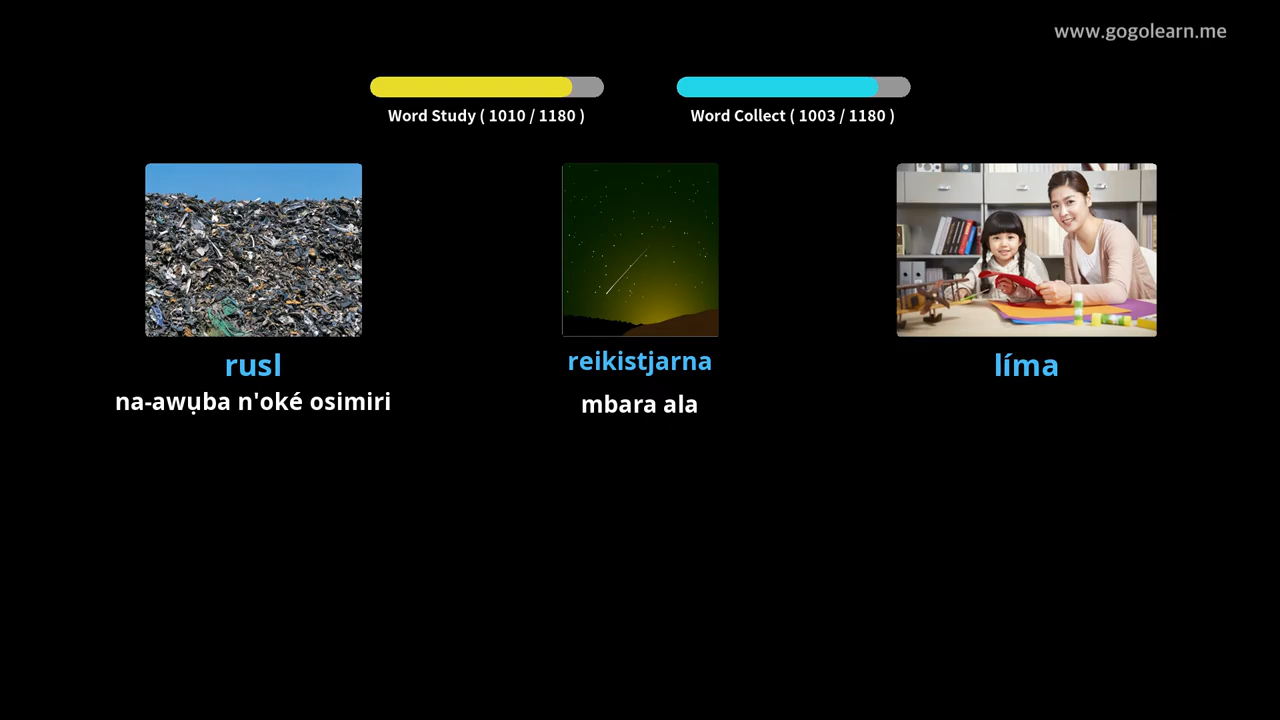 www.gogolearn.me
Word Study ( 1010 / 1180 )
Word Collect ( 1003 / 1180 )
rusl
reikistjarna
líma
na-awụba n'oké osimiri
mbara ala